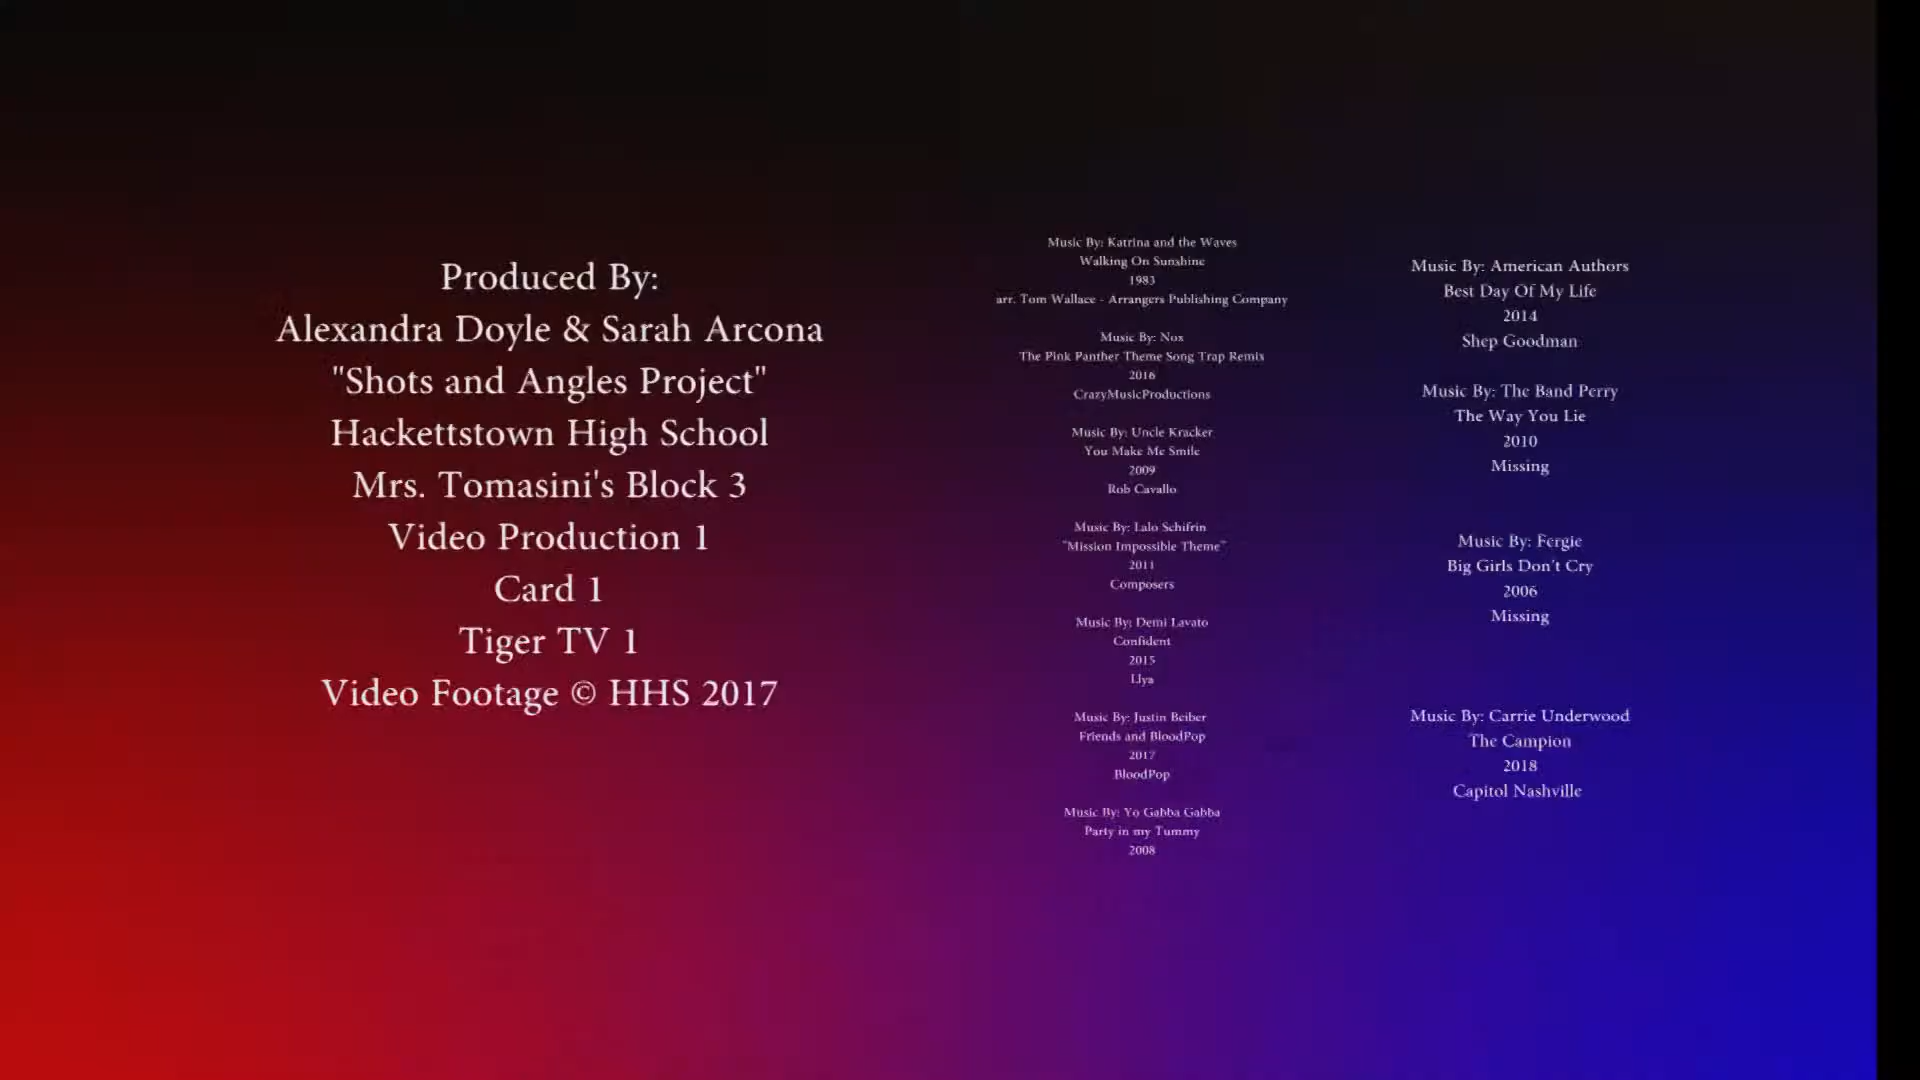 Produced By:
Alexandra Doyle & Sarah Arcona
"Shots and Angles Project"
Hackettstown High School
Mrs. Tomasini's Block 3
Video Production 1
Card 1
Tiger TV 1
Video Footage © HHS 2017
Music By: Katrina and the Waves
Walking On Sunshine
1983
arr. Tom Wallace - Arrangers Publishing Company
Music By: Nox
The Pink Panther Theme Song Trap Remix
2016
CrazyMusicProductions
Music By: Uncle Kracker
You Make Me Smile
2009
Rob Cavallo
Music By: Lalo Schifrin
"Mission Impossible Theme"
2011
Composers
Music By: Demi Lavato
Confident
2015
Llya
Music By: Justin Beiber
Friends and BloodPop
2017
BloodPop
Music By: Yo Gabba Gabba
Party in my Tummy
2008
Music By: American Authors
Best Day Of My Life
2014
Shep Goodman
Music By: The Band Perry
The Way You Lie
2010
Missing
Music By: Fergie
Big Girls Don't Cry
2006
Missing
Music By: Carrie Underwood
The Campion
2018
Capitol Nashville